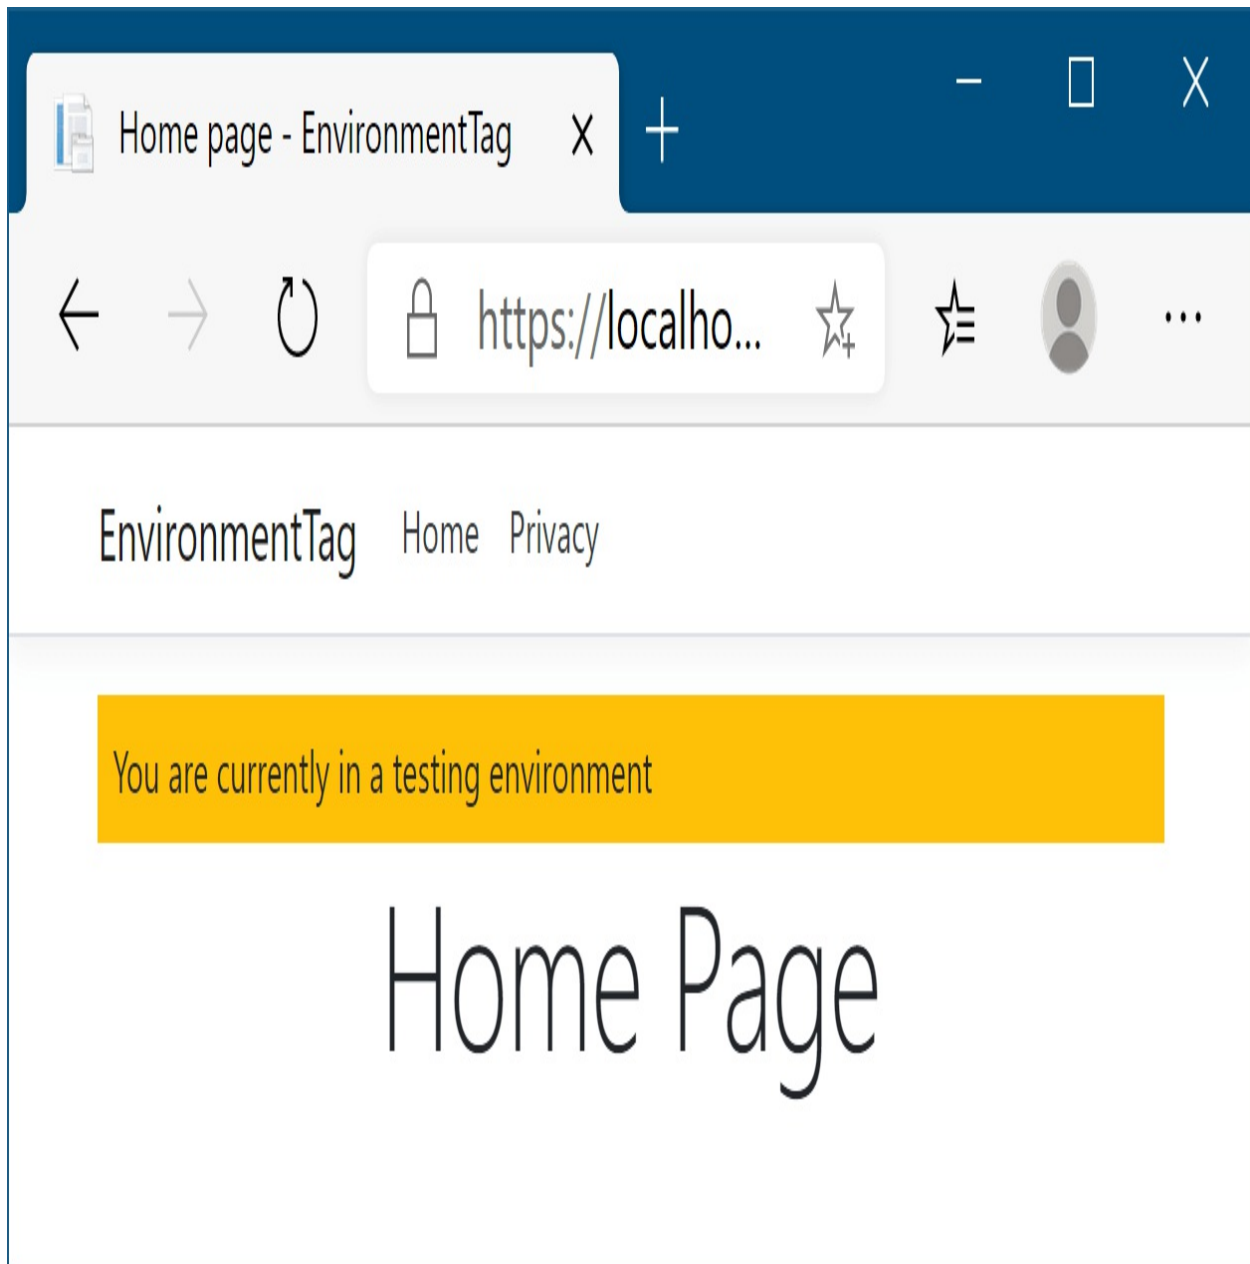 Home page - EnvironmentTag
https://localho...
EnvironmentTag Home Privacy
You are currently in a testing environment
Home Page